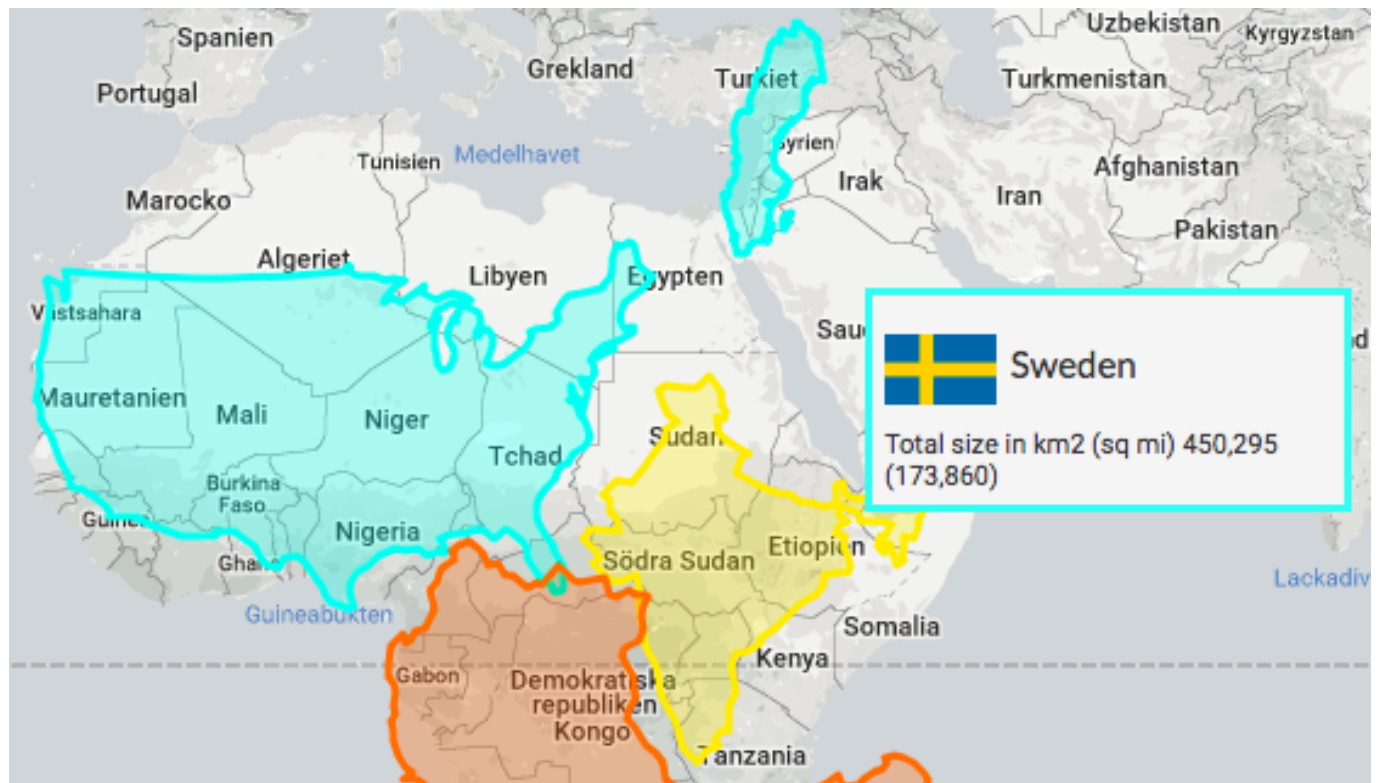 Spanien
Uzbekistan
Kyrgyzstan
Grekland
Turkiet
Turkmenistan
Portugal
Tunisien
Medelhavet
Syrien
Afghanistan
Irak
Iran
Marocko
Pakistan
Algeriet
Libyen
Egypten
Västsahara
Sau
Sweden
Mauretanien
Mali
Niger
Sudan
Total size in km2 (sq mi) 450,295
(173,860)
Tchad
Burkina
Faso
Guinea
Nigeria
Etiopien
Ghana
Södra Sudan
Lackadiv
Guineabukten
Somalia
Kenya
Gabon
Demokratiska
republiken
Kongo
Tanzania